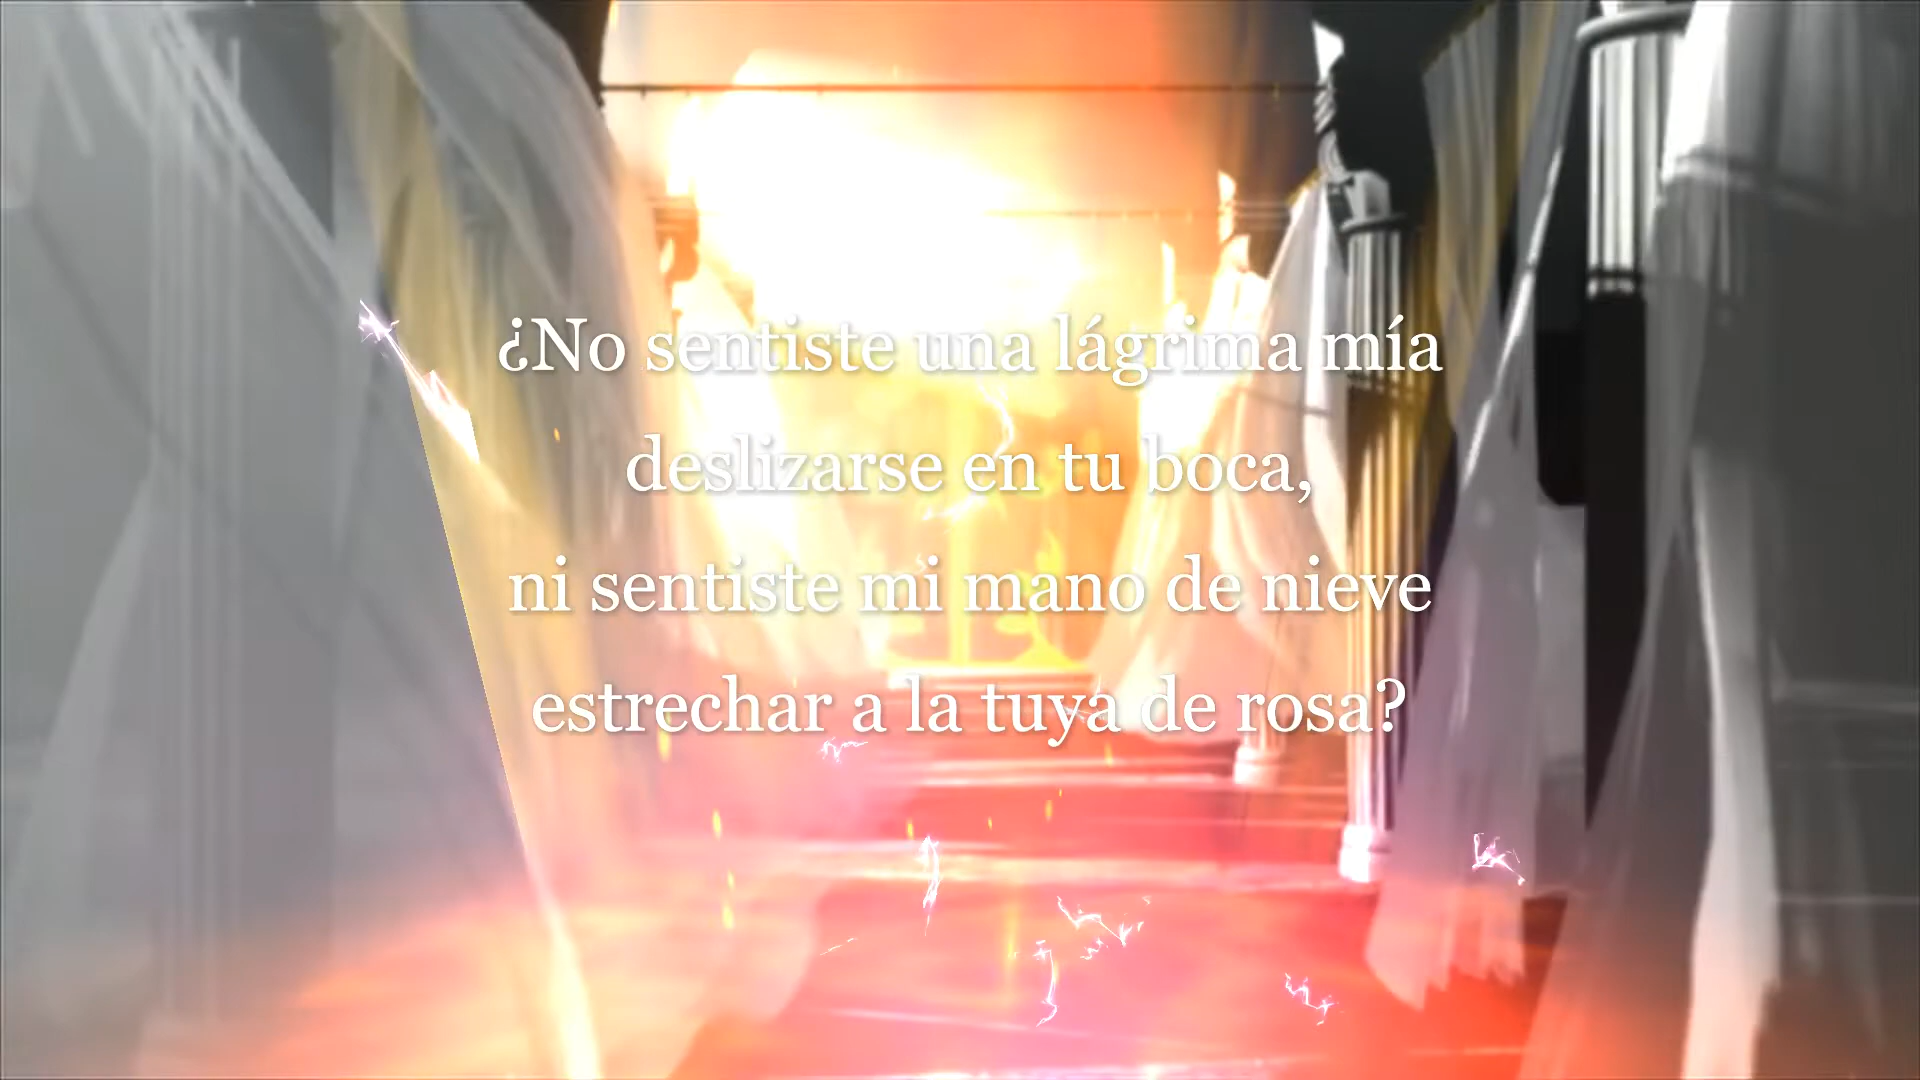 ¿No sentiste una lágrima mía
deslizarse en tu boca,
ni sentiste mi mano de nieve
estrechar a la tuya de rosa?